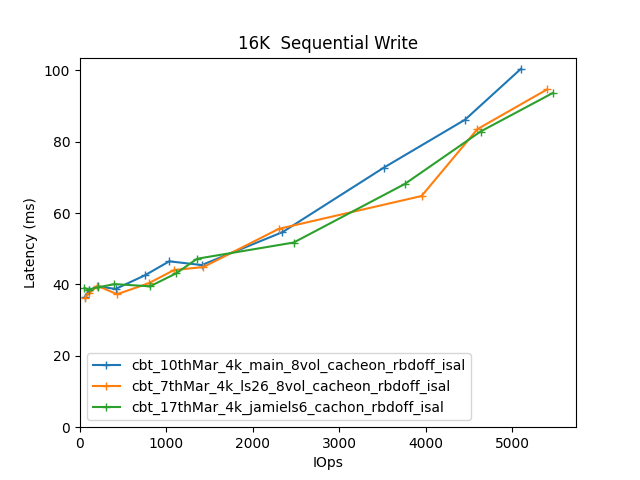 16K  Sequential Write
Latency (ms)
100
80
60
40
20
0
cbt_10thMar_4k_main_8vol_cacheon_rbdoff_isal
cbt_7thMar_4k_ls26_8vol_cacheon_rbdoff_isal
cbt_17thMar_4k_jamiels6_cachon_rbdoff_isal
0 1000 2000 3000 4000 5000
IOps